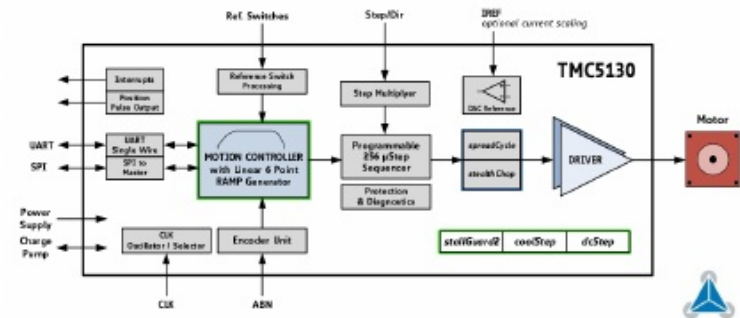 Ref. Switches
Step/Dir
IREF
optional current scaling
TMC5130
Interrupts
Position
Pulse Output
Reference Switch
Processing
Step Multiplyer
DAC Reference
Motor
UART
UART
Single Wire
SPI
SPI to
Master
MOTION CONTROLLER
with Linear 6 Point
RAMP Generator
Programmable
256 µStep
Sequencer
spreadCycle
stealthChop
DRIVER
Protection
& Diagnostics
Power
Supply
Charge
Pump
CLK
Oscillator / Selector
Encoder Unit
stallGuard2
coolStep
dcStep
CLK
ABN